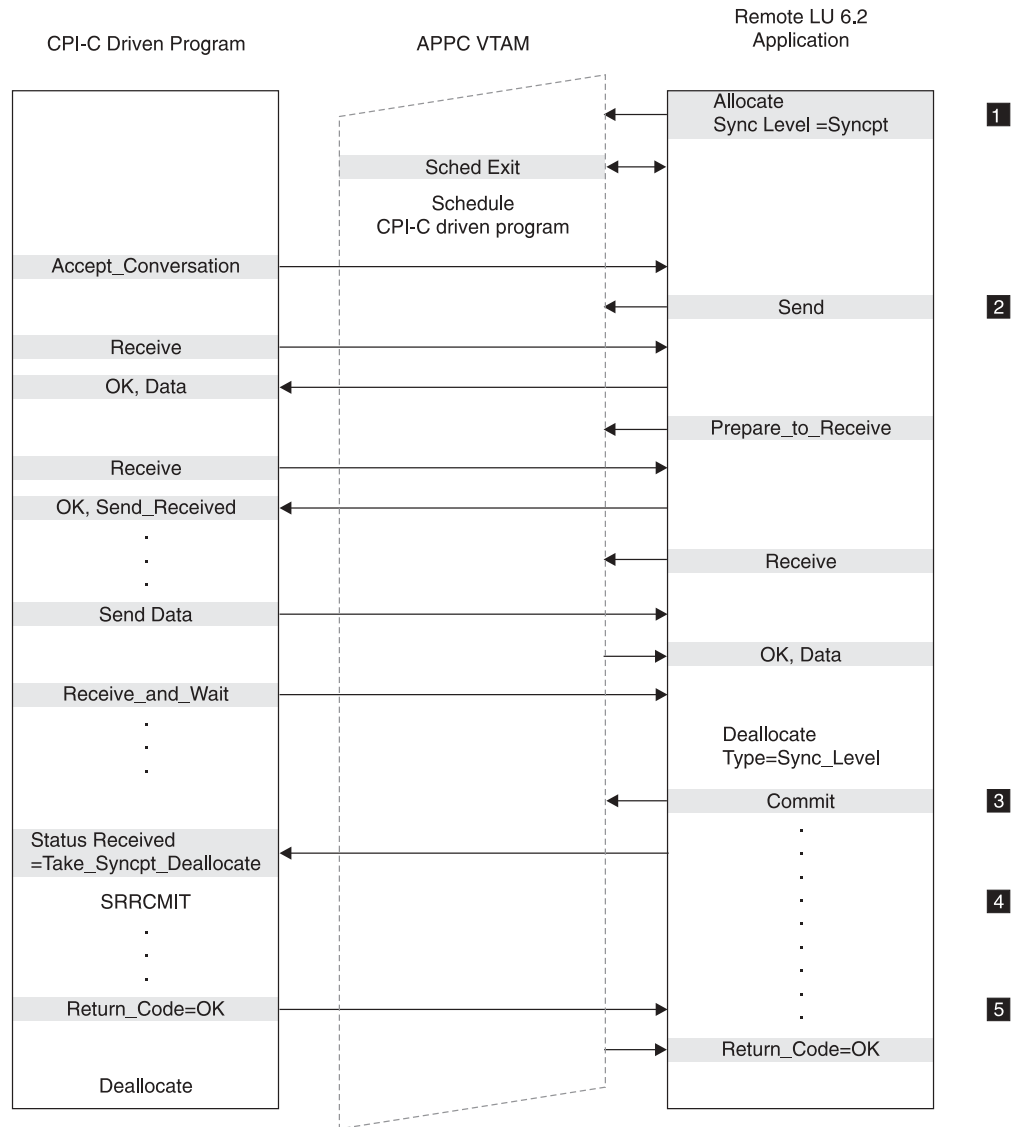 CPI-C Driven Program
APPC VTAM
Remote LU 6.2
Application
Allocate
Sync Level =Syncpt
1
Sched Exit
Schedule
CPI-C driven program
Accept_Conversation
Send
2
Receive
OK, Data
Prepare_to_Receive
Receive
OK, Send_Received
Receive
Send Data
OK, Data
Receive_and_Wait
Deallocate
Type=Sync_Level
Commit
3
Status Received
=Take_Syncpt_Deallocate
SRRCMIT
4
Return_Code=OK
5
Return_Code=OK
Deallocate